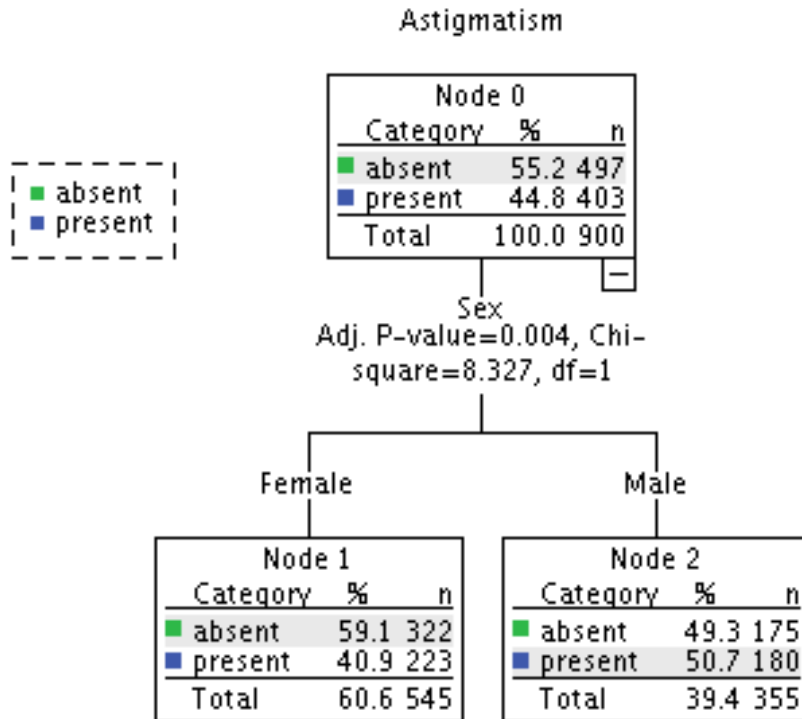 Astigmatism
Node 0
Category % n
absent 55.2 497
present 44.8 403
Total 100.0 900
absent
present
Sex
Adj. P-value=0.004, Chi-
square=8.327, df=1
Female
Male
Node 1
Category % n
absent 59.1 322
present 40.9 223
Total 60.6 545
Node 2
Category % n
absent 49.3 175
present 50.7 180
Total 39.4 355